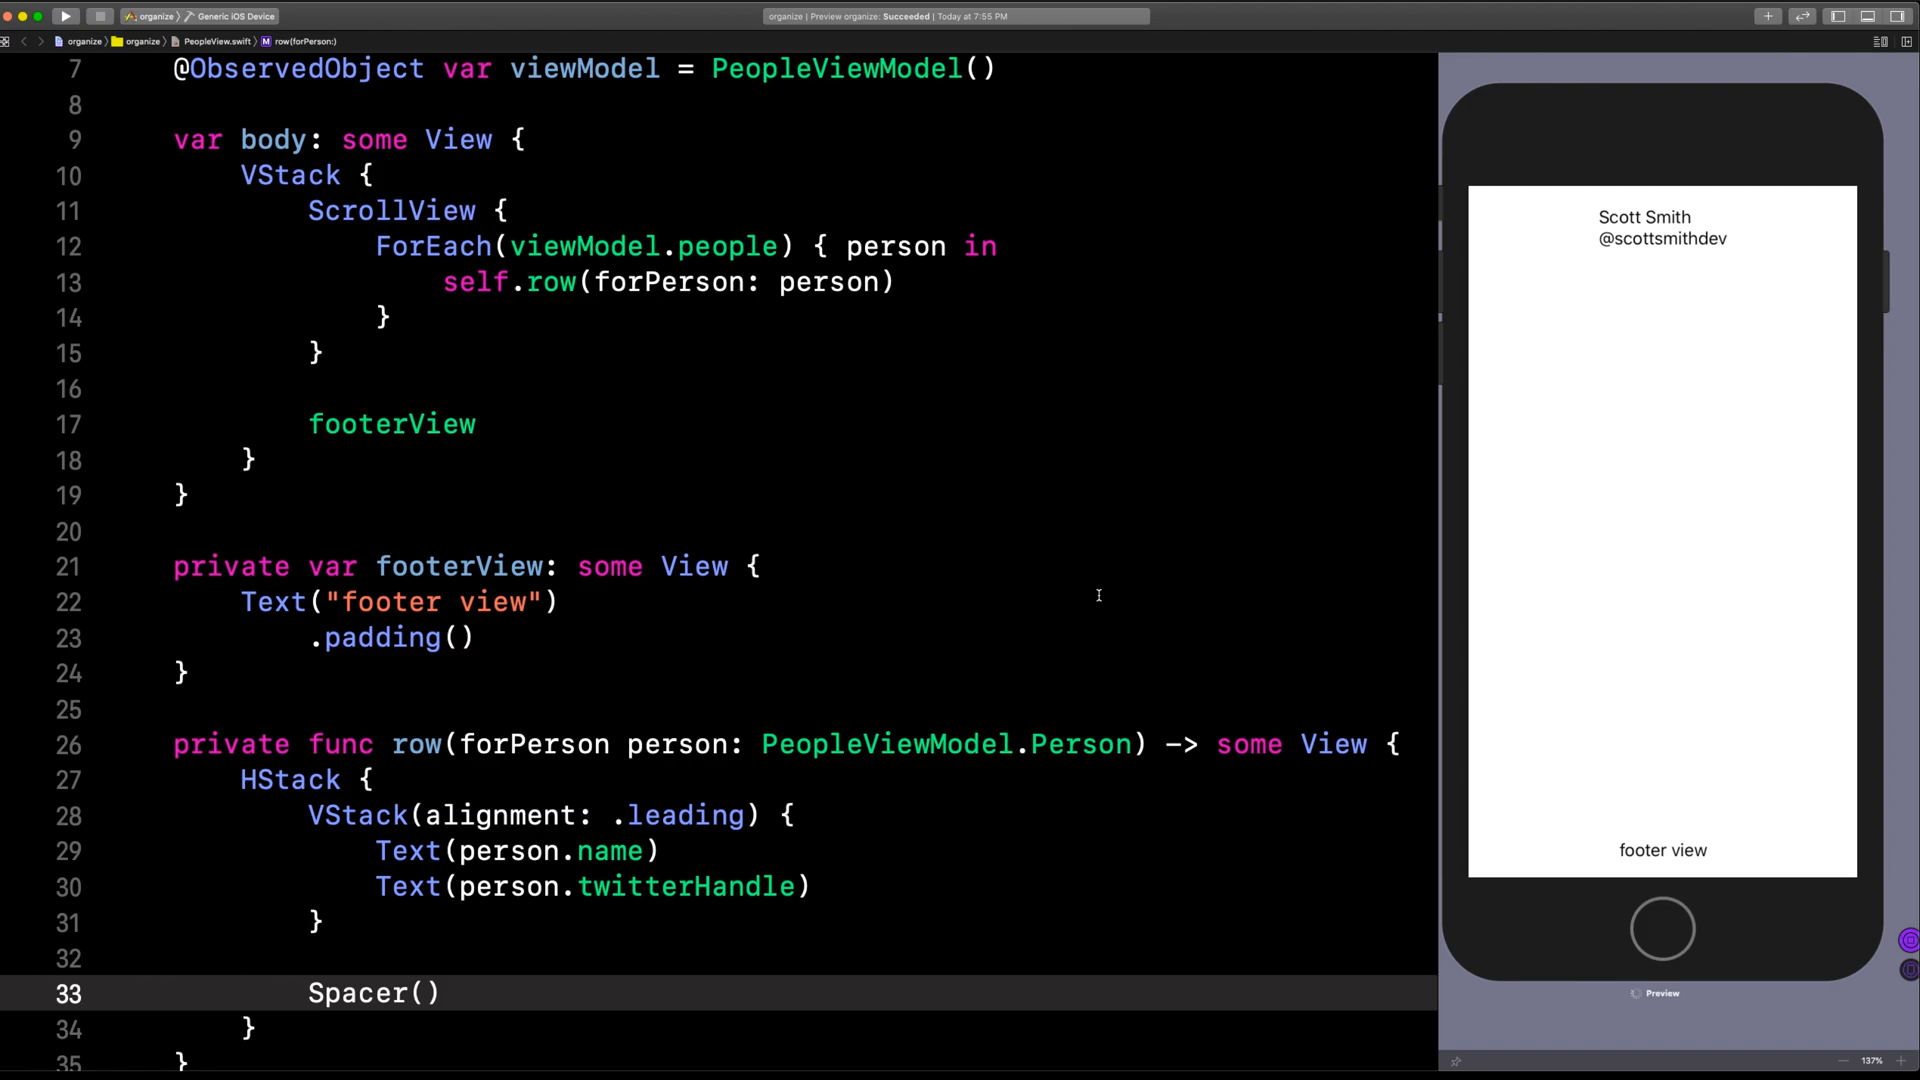 organize › Generic iOS Device
organize | Preview organize: Succeeded | Today at 7:55 PM
organize › organize › PeopleView.swift › M row(forPerson:)
7 @ObservedObject var viewModel = PeopleViewModel()
8
9 var body: some View {
10 VStack {
11 ScrollView {
12 ForEach(viewModel.people) { person in
13 self.row(forPerson: person)
14 }
15 }
16
17 footerView
18 }
19 }
20
21 private var footerView: some View {
22 Text("footer view")
23 .padding()
24 }
25
26 private func row(forPerson person: PeopleViewModel.Person) -> some View {
27 HStack {
28 VStack(alignment: .leading) {
29 Text(person.name)
30 Text(person.twitterHandle)
31 }
32
33 Spacer()
34 }
35 }
Scott Smith
@scottsmithdev
footer view
Preview
137%